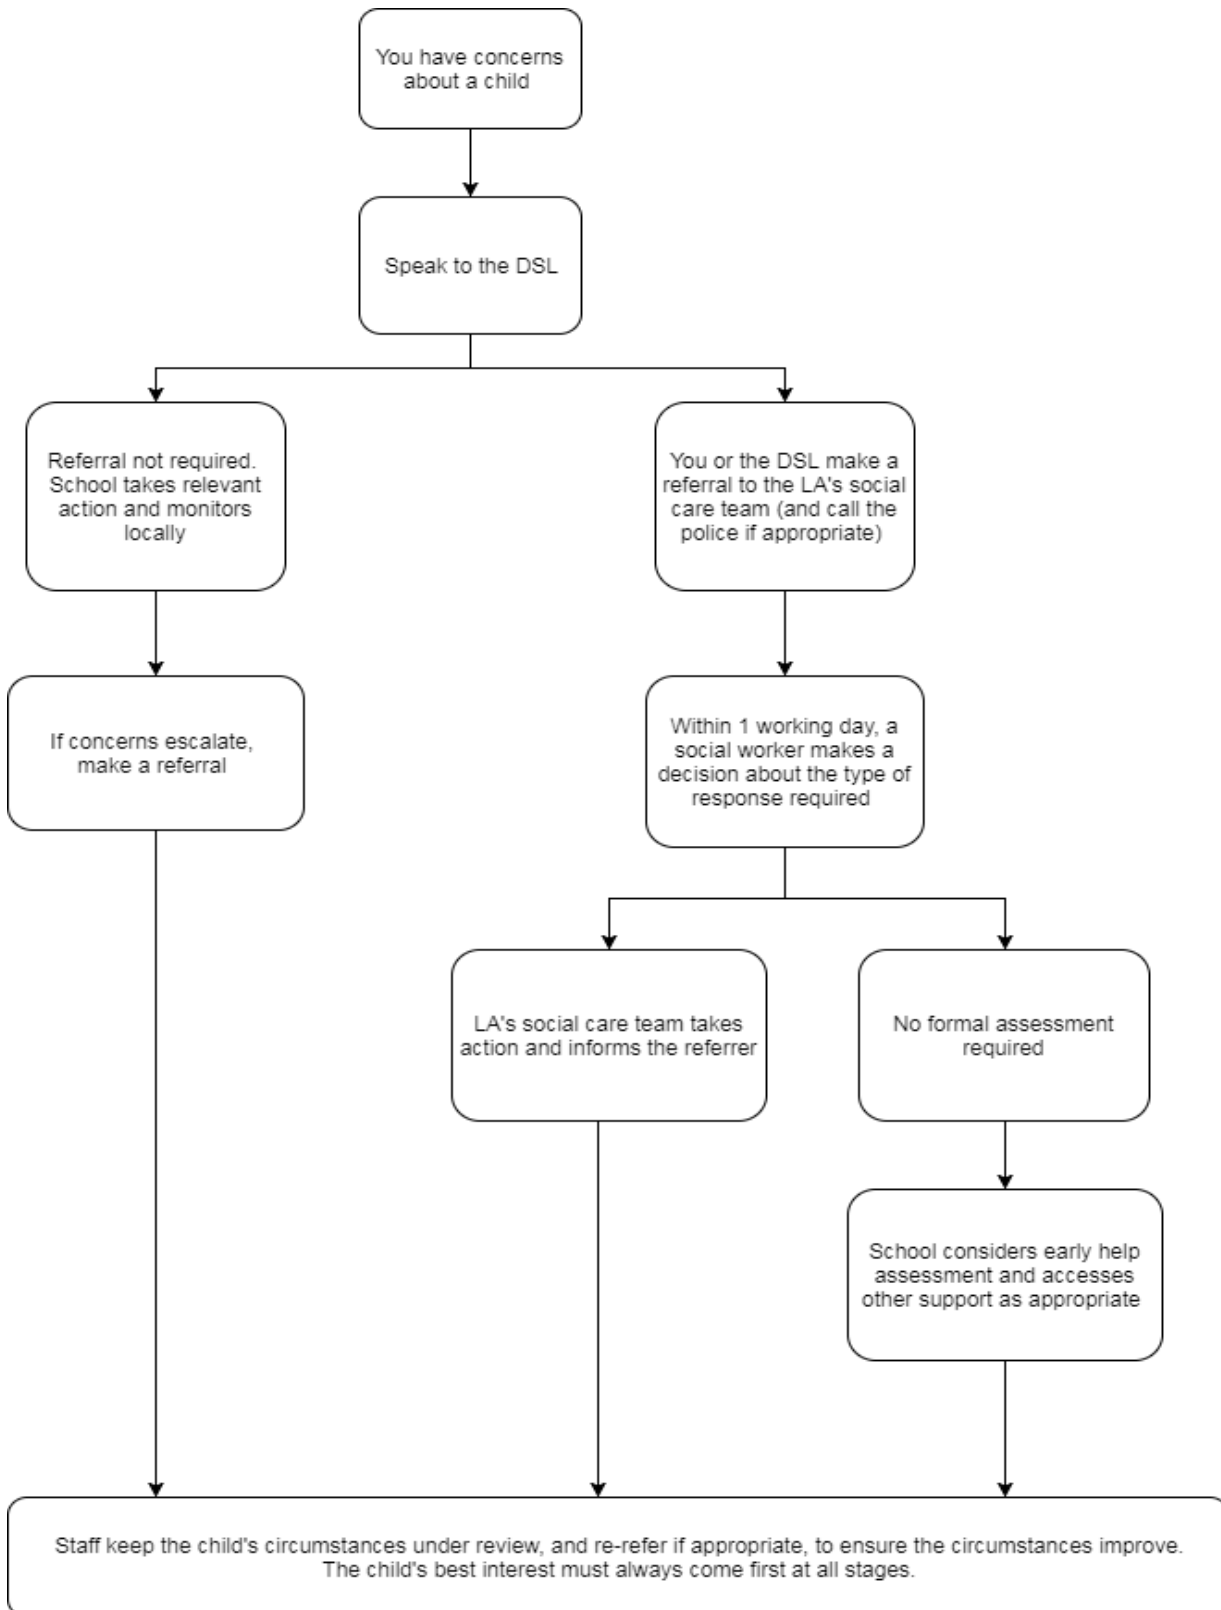 You have concerns
about a child
Speak to the DSL
Referral not required.
School takes relevant
action and monitors
locally
You or the DSL make a
referral to the LA's social
care team (and call the
police if appropriate)
If concerns escalate,
make a referral
Within 1 working day, a
social worker makes a
decision about the type of
response required
LA's social care team takes
action and informs the referrer
No formal assessment
required
School considers early help
assessment and accesses
other support as appropriate
Staff keep the child's circumstances under review, and re-refer if appropriate, to ensure the circumstances improve.
The child's best interest must always come first at all stages.